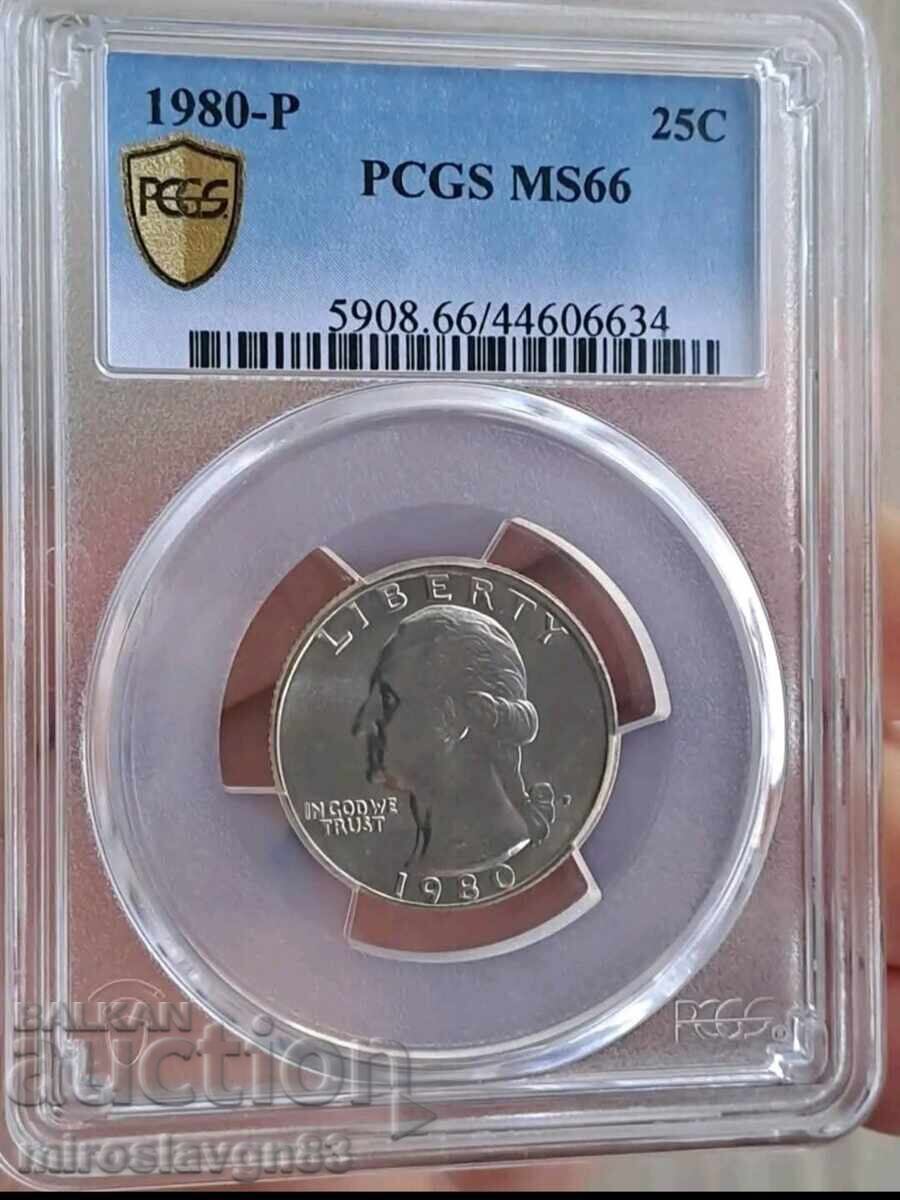 1980-P
25C
PCGS
PCGS MS66
5908.66/44606634
LIBERTY
IN GOD WE
TRUST
P
1980
PCGS
BALKAN
auction
miroslavgn83